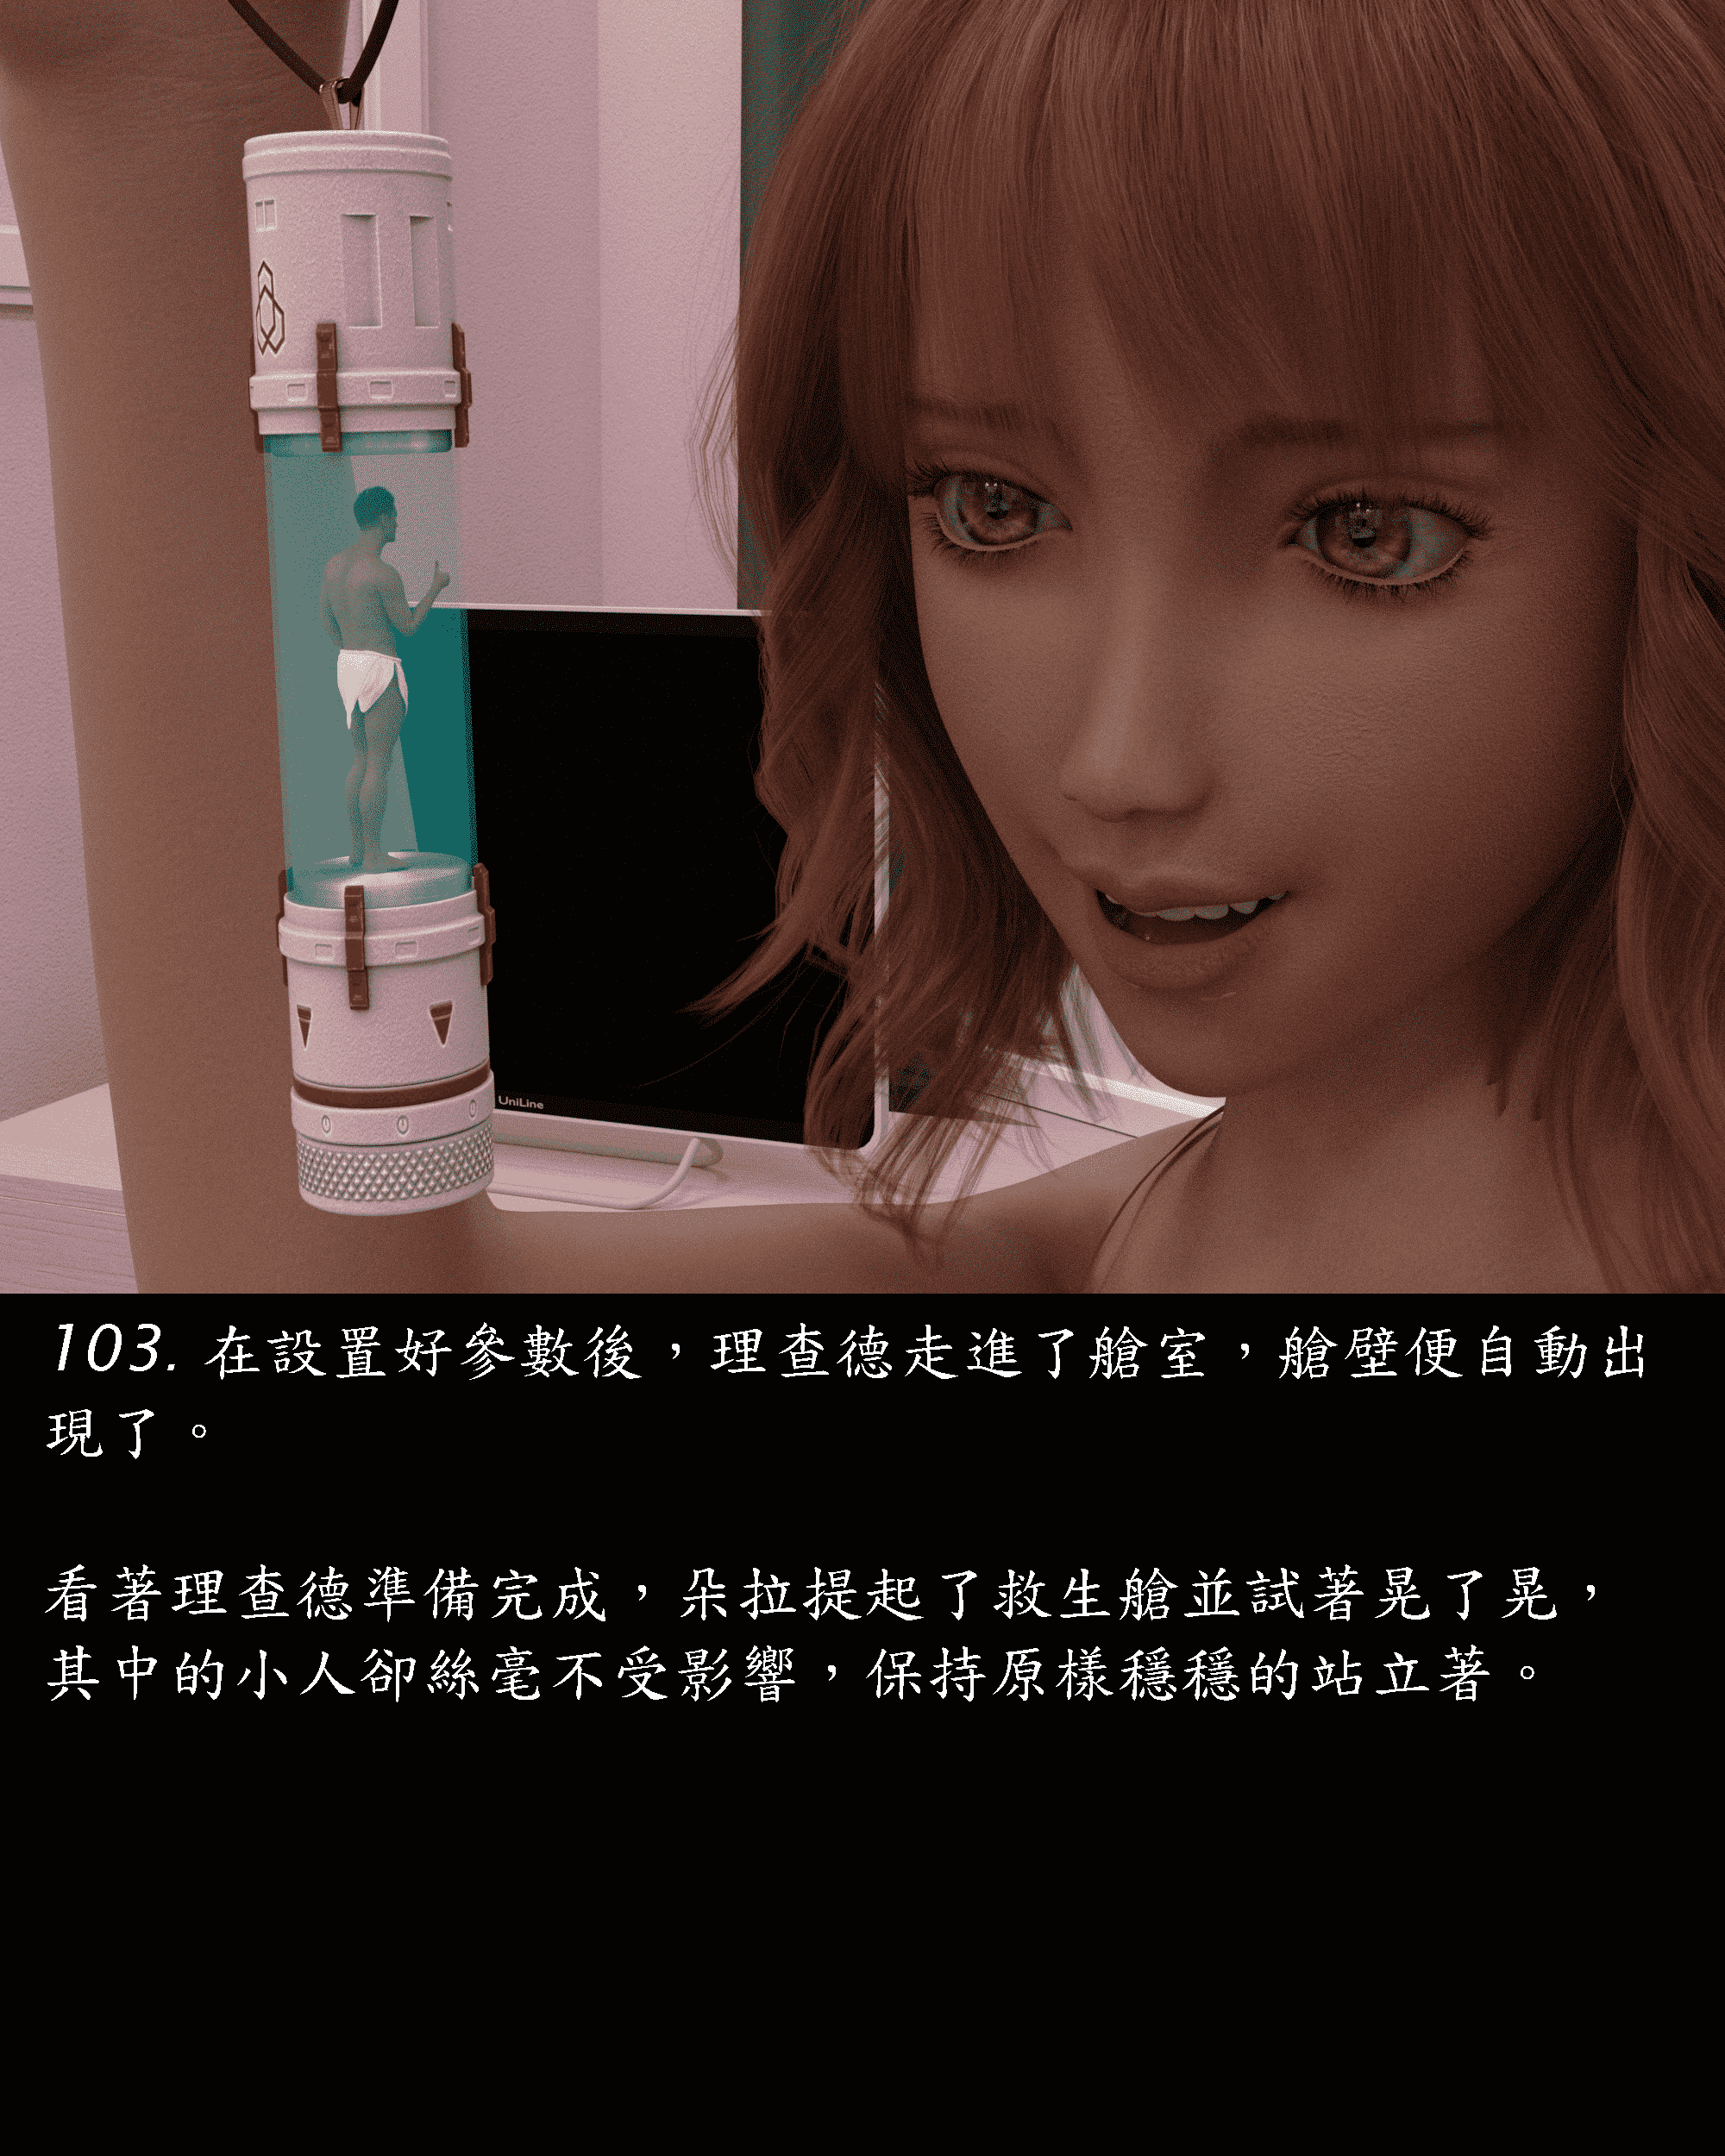 UniLine
103. 在設置好參數後，理查德走進了艙室，艙壁便自動出
現了。
看著理查德準備完成，朵拉提起了救生艙並試著晃了晃，
其中的小人卻絲毫不受影響，保持原樣穩穩的站立著。